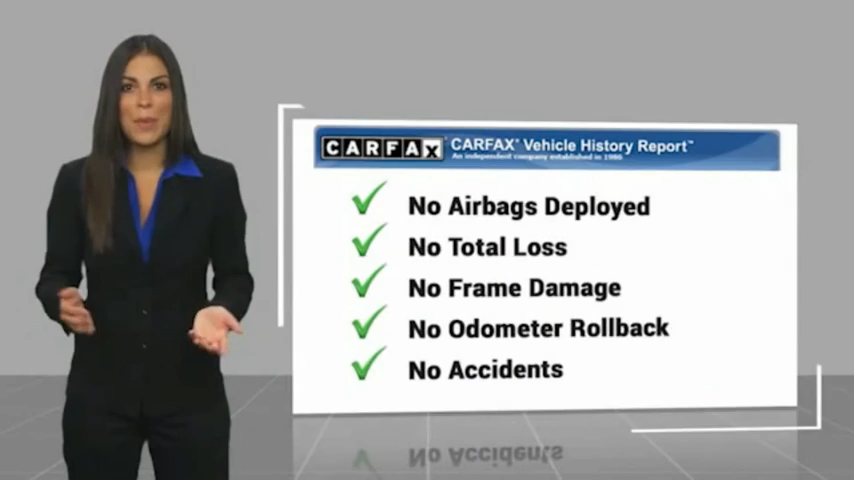 CARFAX CARFAX® Vehicle History Report™
An independent company established in 1986
No Airbags Deployed
No Total Loss
No Frame Damage
No Odometer Rollback
No Accidents
No Accidents